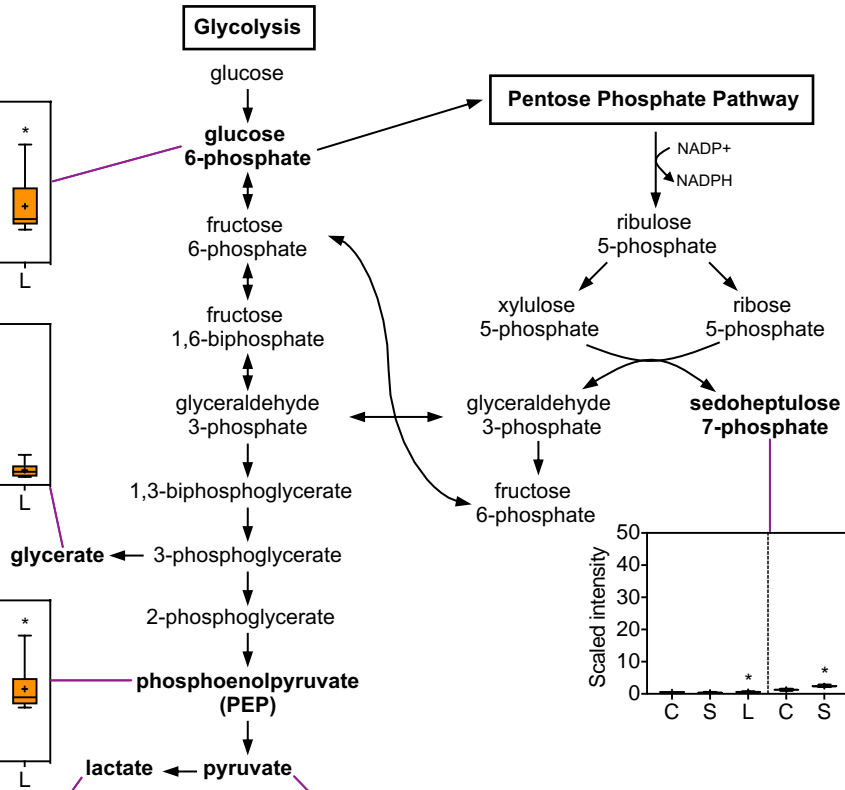 Glycolysis
glucose
Pentose Phosphate Pathway
*
glucose
6-phosphate
NADP+
NADPH
fructose
6-phosphate
ribulose
5-phosphate
L
fructose
1,6-biphosphate
xylulose
5-phosphate
ribose
5-phosphate
glyceraldehyde
3-phosphate
glyceraldehyde
3-phosphate
sedoheptulose
7-phosphate
L
1,3-biphosphoglycerate
fructose
6-phosphate
glycerate
3-phosphoglycerate
2-phosphoglycerate
*
phosphoenolpyruvate
(PEP)
lactate
pyruvate
L
Scaled intensity
50
40
30
20
10
0
* *
C S L C S